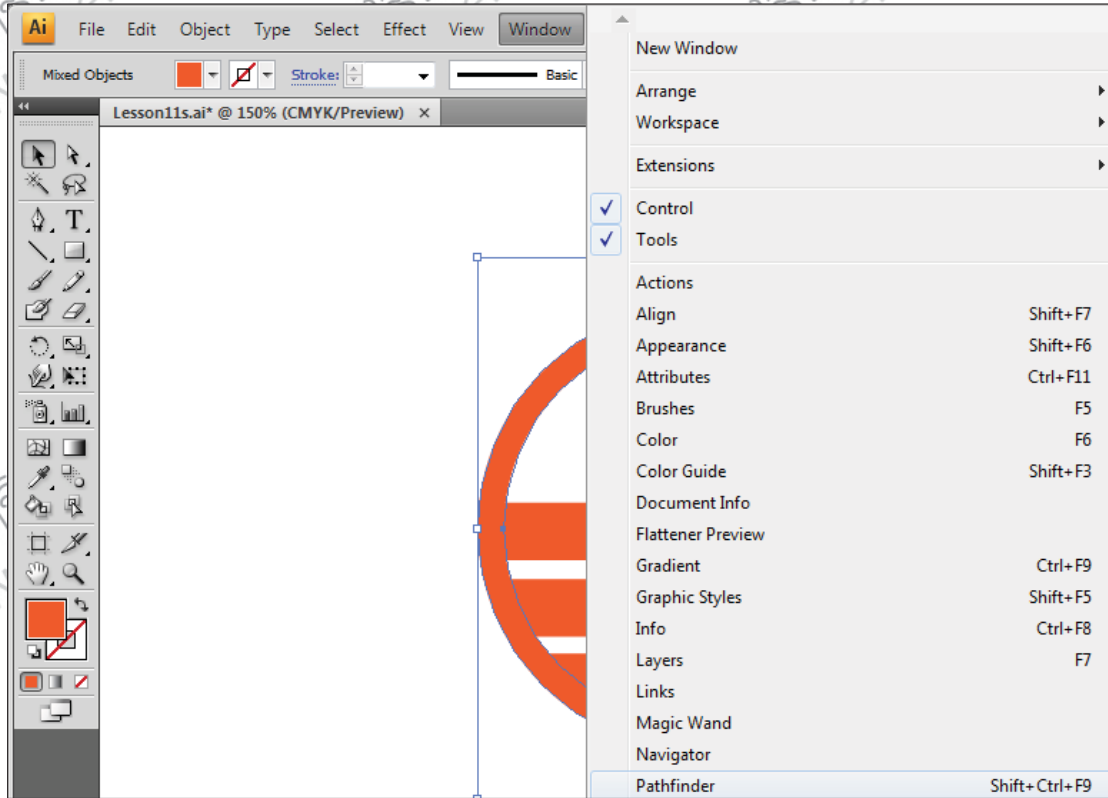 Ai File Edit Object Type Select Effect View Window
Mixed Objects Stroke: Basic
Lesson11s.ai* @ 150% (CMYK/Preview) ×
New Window
Arrange
Workspace
Extensions
Control
Tools
Actions
Align Shift+F7
Appearance Shift+F6
Attributes Ctrl+F11
Brushes F5
Color F6
Color Guide Shift+F3
Document Info
Flattener Preview
Gradient Ctrl+F9
Graphic Styles Shift+F5
Info Ctrl+F8
Layers F7
Links
Magic Wand
Navigator
Pathfinder Shift+Ctrl+F9